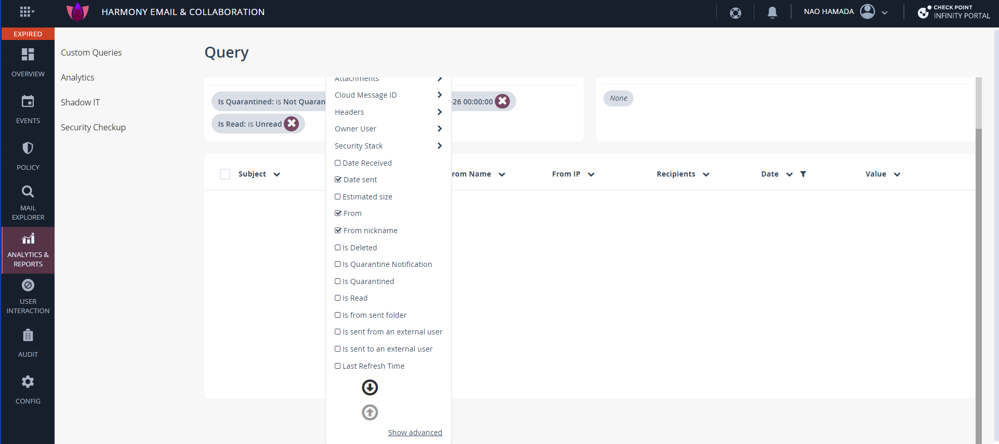 HARMONY EMAIL & COLLABORATION
NAO HAMADA
CHECK POINT
INFINITY PORTAL
EXPIRED
OVERVIEW
EVENTS
POLICY
MAIL
EXPLORER
ANALYTICS &
REPORTS
USER
INTERACTION
AUDIT
CONFIG
Custom Queries
Analytics
Shadow IT
Security Checkup
Query
Is Quarantined: is Not Quaran
-26 00:00:00
Is Read: is Unread
None
Attachments
Cloud Message ID
Headers
Owner User
Security Stack
Date Received
Date sent
Estimated size
From
From nickname
Is Deleted
Is Quarantine Notification
Is Quarantined
Is Read
Is from sent folder
Is sent from an external user
Is sent to an external user
Last Refresh Time
Show advanced
Subject
rom Name
From IP
Recipients
Date
Value